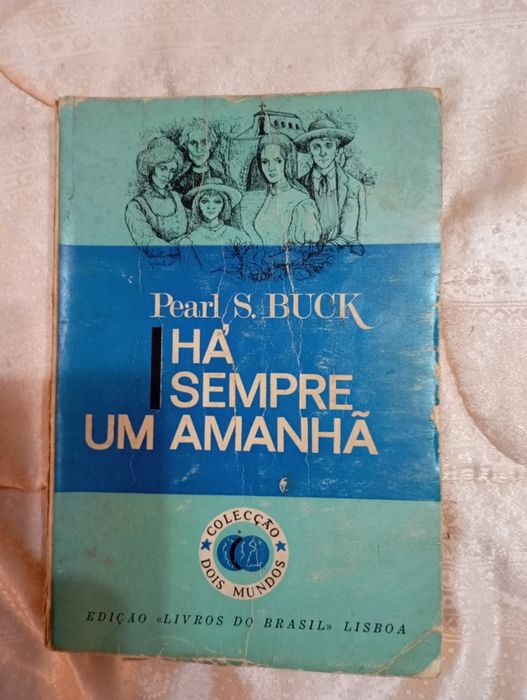 Pearl S. BUCK
HÁ
SEMPRE
UM AMANHÃ
COLECÇÃO
DOIS MUNDOS
EDIÇÃO «LIVROS DO BRASIL» LISBOA